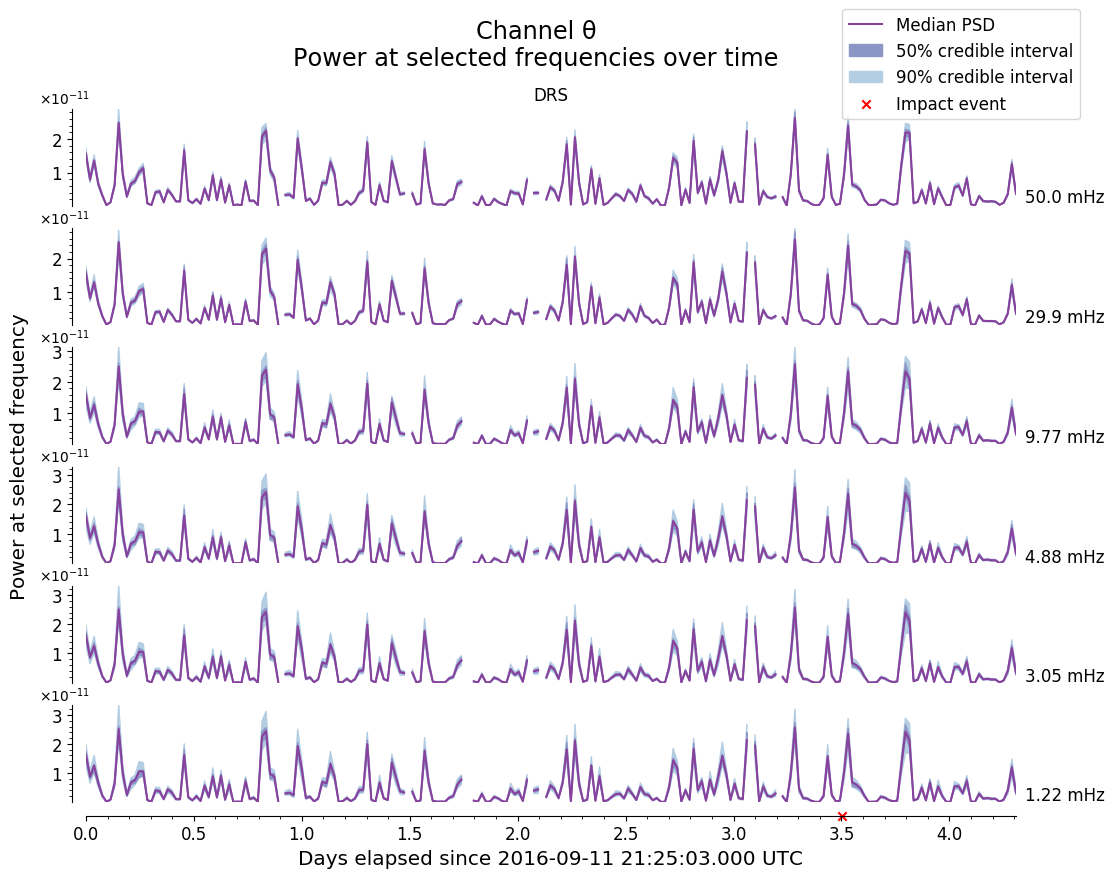 Channel θ
Power at selected frequencies over time
Median PSD
50% credible interval
90% credible interval
Impact event
DRS
×10⁻¹¹
2
1
50.0 mHz
×10⁻¹¹
2
1
29.9 mHz
×10⁻¹¹
3
2
1
9.77 mHz
×10⁻¹¹
3
2
1
4.88 mHz
×10⁻¹¹
3
2
1
3.05 mHz
×10⁻¹¹
3
2
1
1.22 mHz
Power at selected frequency
0.0 0.5 1.0 1.5 2.0 2.5 3.0 3.5 4.0
Days elapsed since 2016-09-11 21:25:03.000 UTC